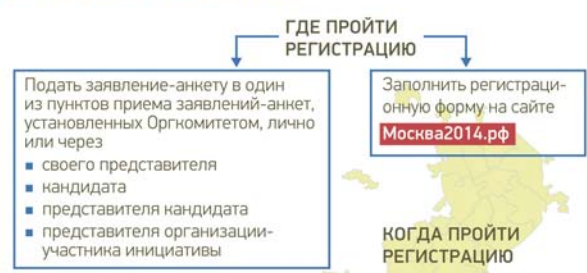 ГДЕ ПРОЙТИ
РЕГИСТРАЦИЮ
Подать заявление-анкету в один
из пунктов приема заявлений-анкет,
установленных Оргкомитетом, лично
или через
▪ своего представителя
▪ кандидата
▪ представителя кандидата
▪ представителя организации-
участника инициативы
Заполнить регистраци-
онную форму на сайте
Москва2014.рф
КОГДА ПРОЙТИ
РЕГИСТРАЦИЮ